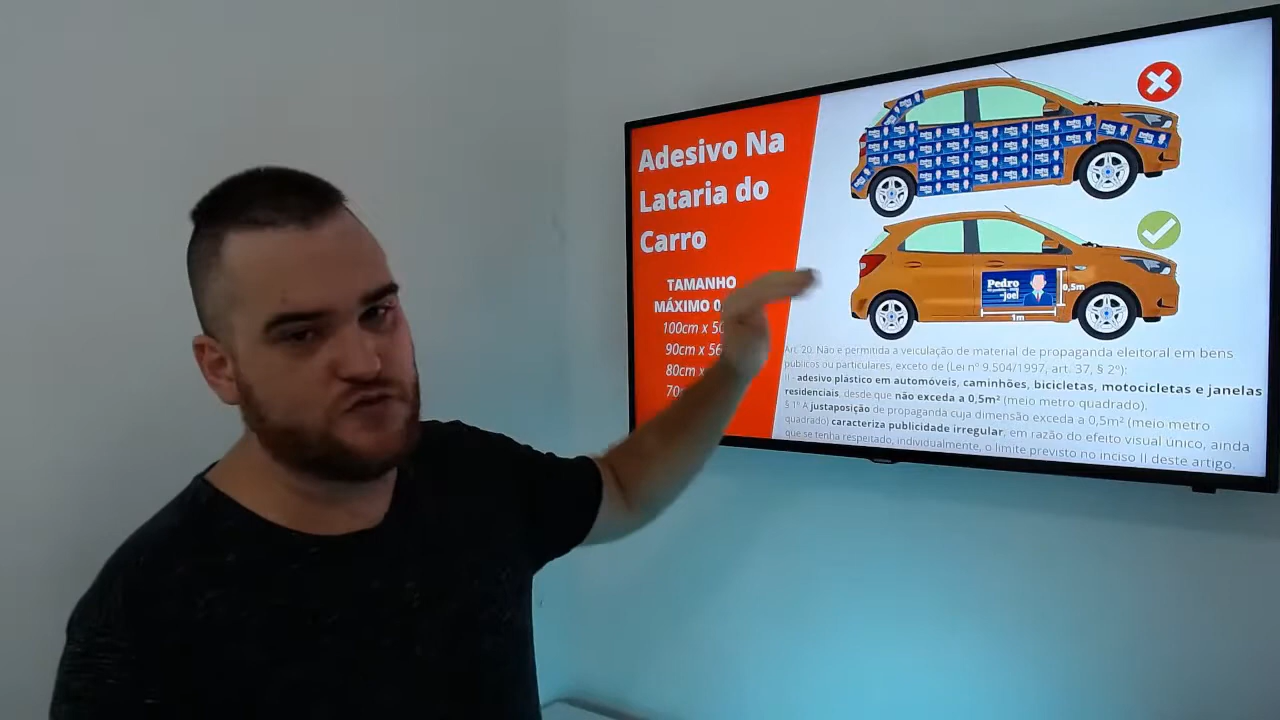 Adesivo Na
Lataria do
Carro
TAMANHO
MÁXIMO 0,
100cm x 50
90cm x 56
80cm x
70
Pedro
Joel
0,5m
1m
Art. 20. Não é permitida a veiculação de material de propaganda eleitoral em bens
públicos ou particulares, exceto de (Lei nº 9.504/1997, art. 37, § 2º):
II - adesivo plástico em automóveis, caminhões, bicicletas, motocicletas e janelas
residenciais, desde que não exceda a 0,5m² (meio metro quadrado).
§ 1º A justaposição de propaganda cuja dimensão exceda a 0,5m² (meio metro
quadrado) caracteriza publicidade irregular, em razão do efeito visual único, ainda
que se tenha respeitado, individualmente, o limite previsto no inciso II deste artigo.